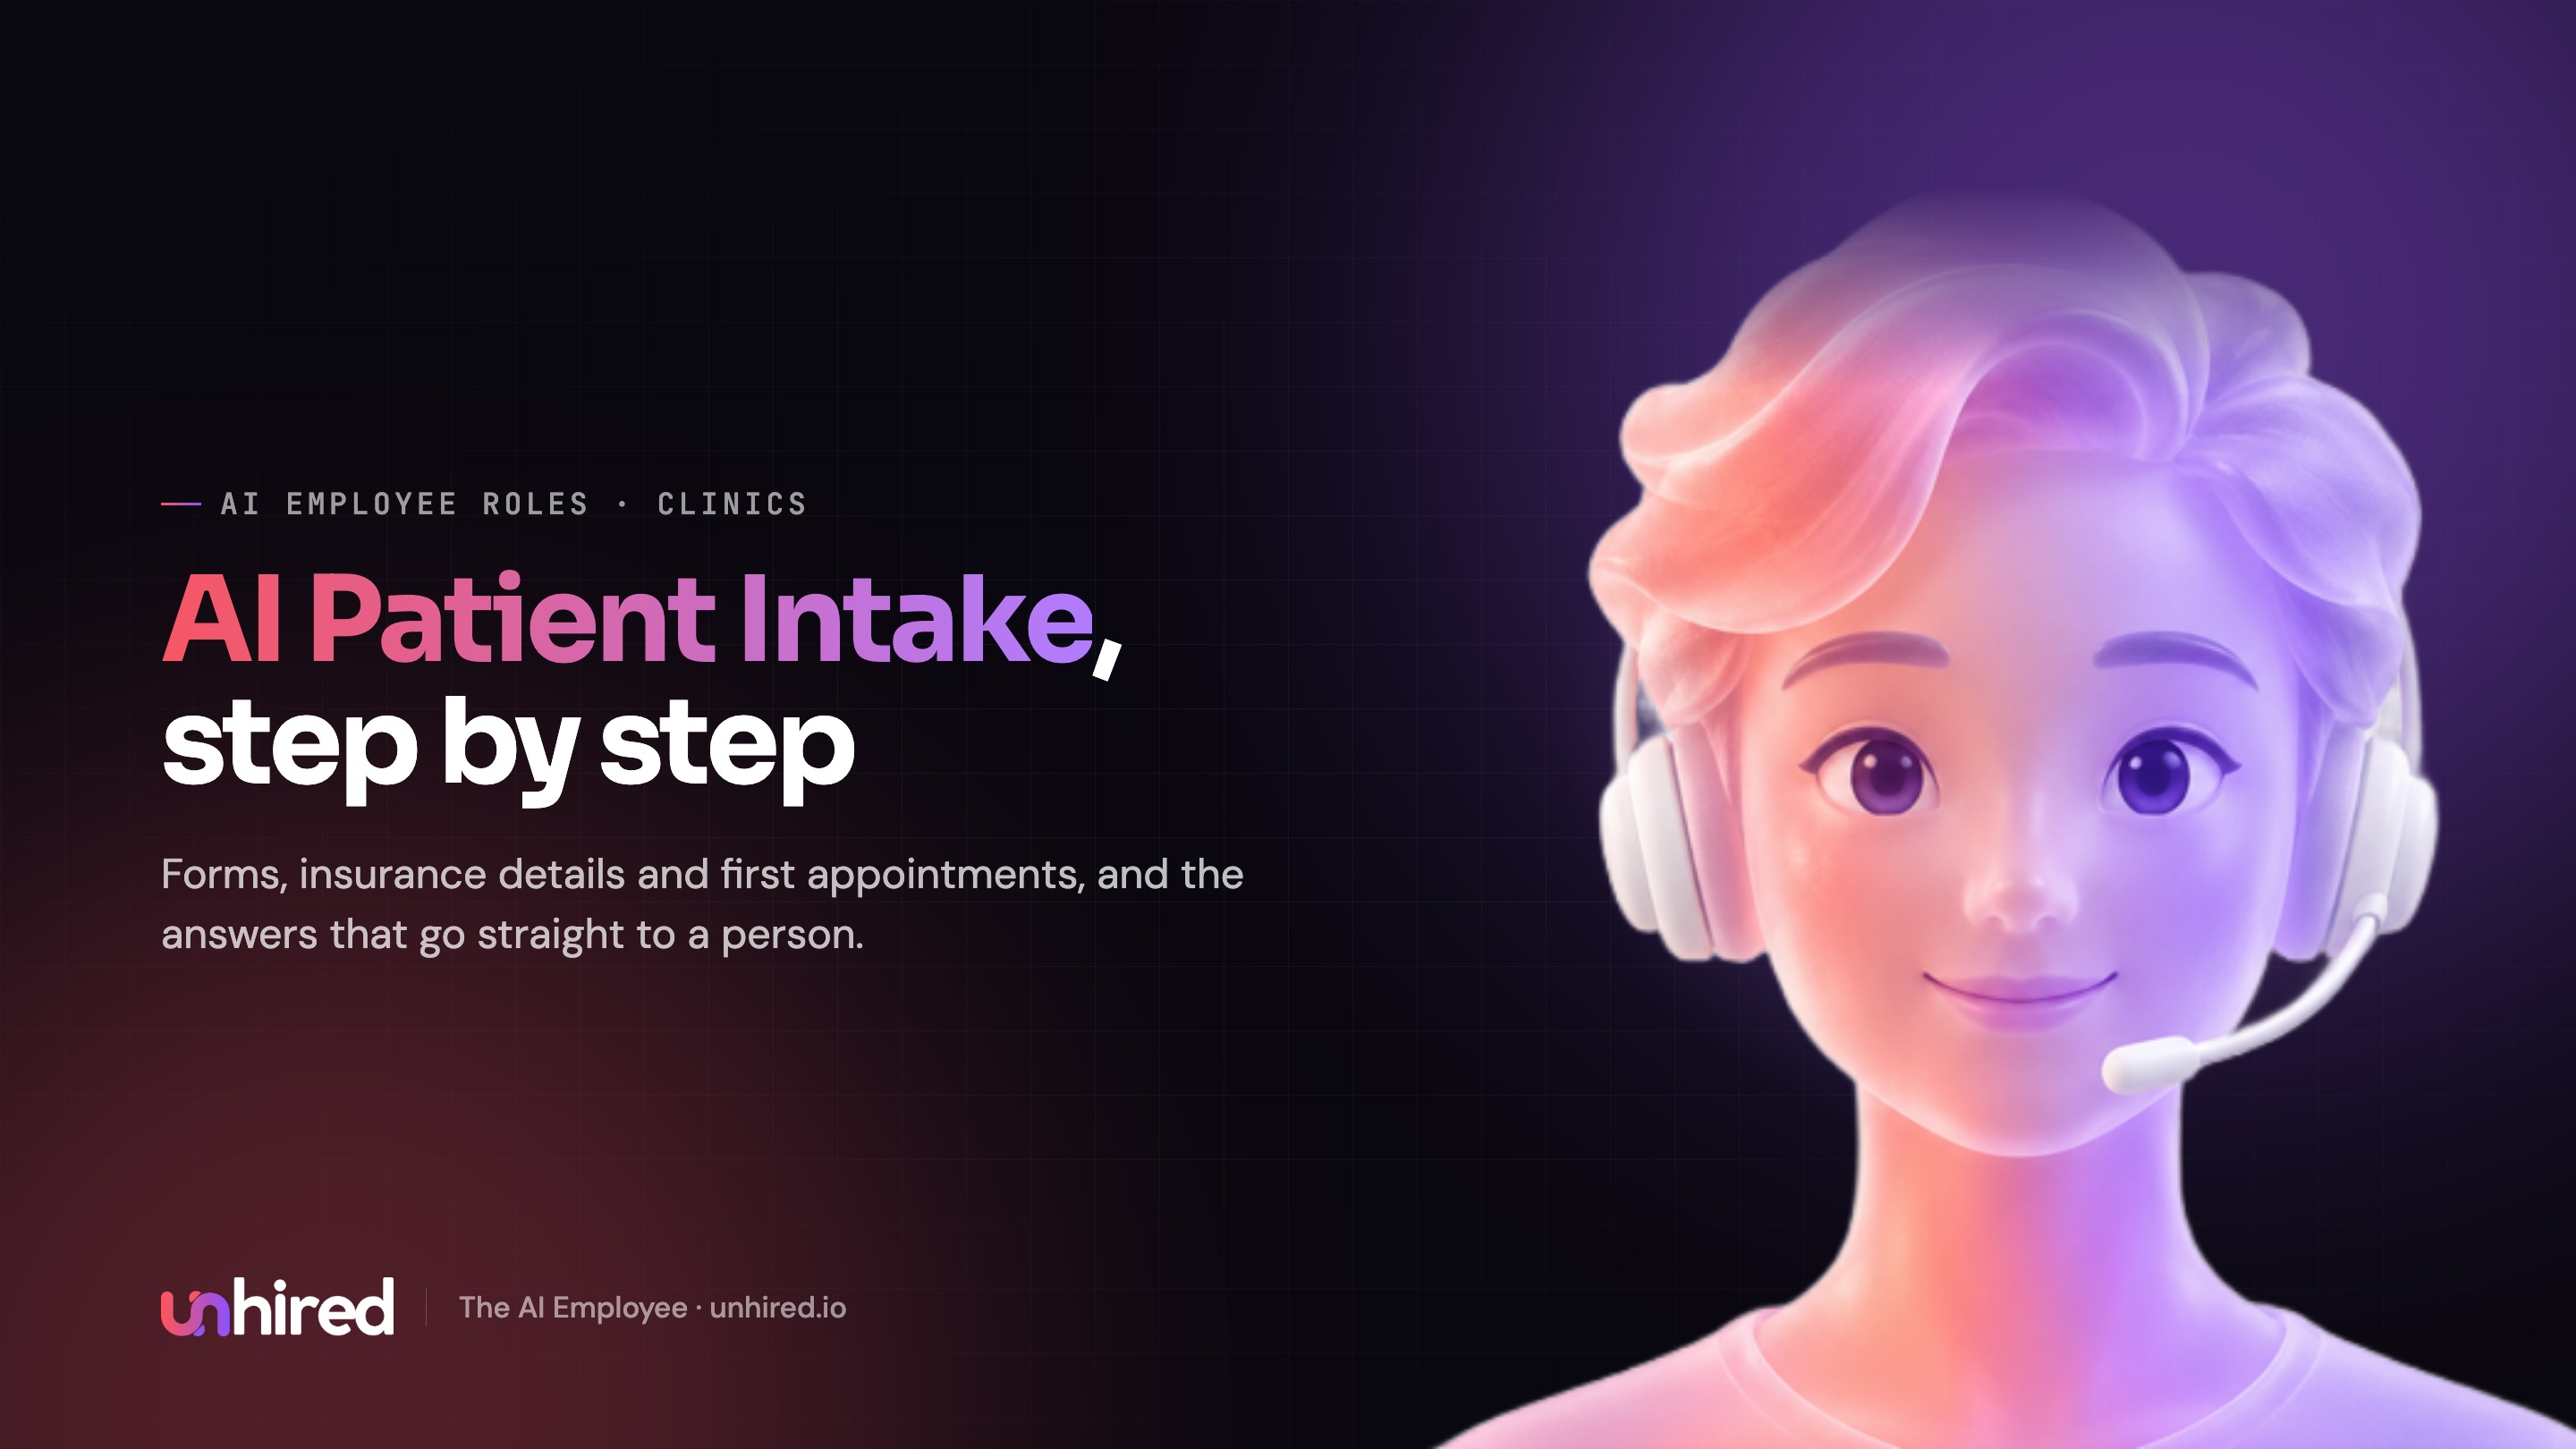 AI EMPLOYEE ROLES · CLINICS
AI Patient Intake,
step by step
Forms, insurance details and first appointments, and the
answers that go straight to a person.
unhired
The AI Employee · unhired.io